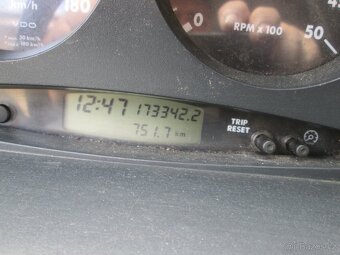 km/h 180
VDO
0
RPM x 100
50
12:47 173342.2
751.7 km
TRIP
RESET